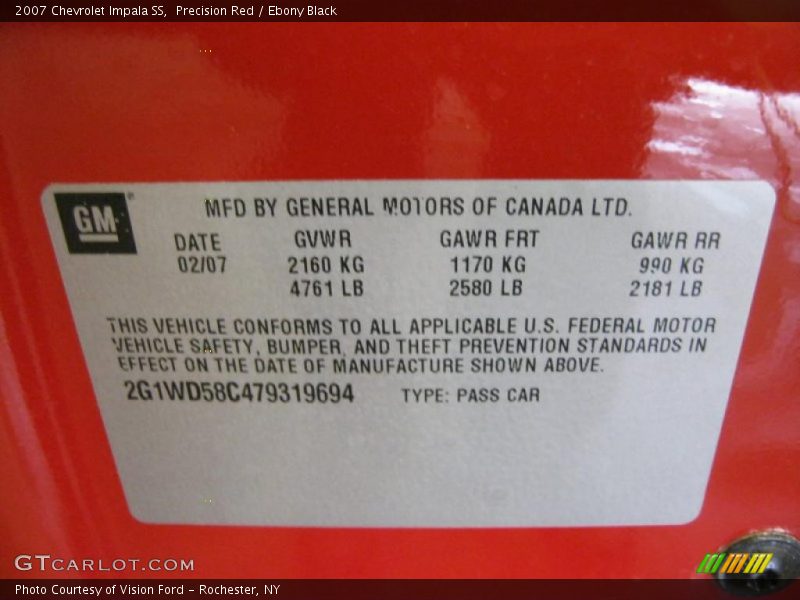 2007 Chevrolet Impala SS,  Precision Red / Ebony Black
GM
MFD BY GENERAL MOTORS OF CANADA LTD.
DATE GVWR GAWR FRT GAWR RR
02/07 2160 KG 1170 KG 990 KG
4761 LB 2580 LB 2181 LB
THIS VEHICLE CONFORMS TO ALL APPLICABLE U.S. FEDERAL MOTOR
VEHICLE SAFETY, BUMPER, AND THEFT PREVENTION STANDARDS IN
EFFECT ON THE DATE OF MANUFACTURE SHOWN ABOVE.
2G1WD58C479319694 TYPE: PASS CAR
GTCARLOT.COM
Photo Courtesy of Vision Ford - Rochester, NY